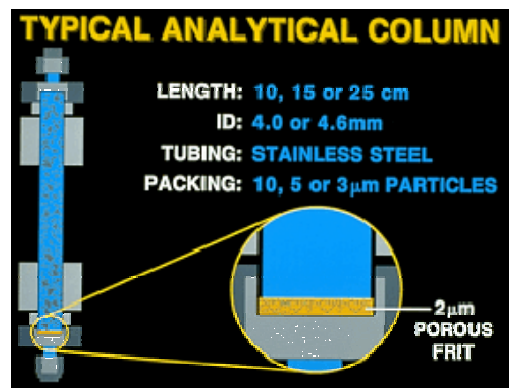 TYPICAL ANALYTICAL COLUMN
LENGTH: 10, 15 or 25 cm
ID: 4.0 or 4.6mm
TUBING: STAINLESS STEEL
PACKING: 10, 5 or 3μm PARTICLES
2μm
POROUS
FRIT